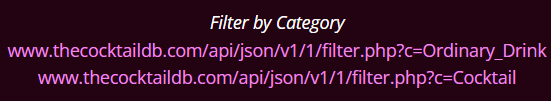 Filter by Category
www.thecocktaildb.com/api/json/v1/1/filter.php?c=Ordinary_Drink
www.thecocktaildb.com/api/json/v1/1/filter.php?c=Cocktail